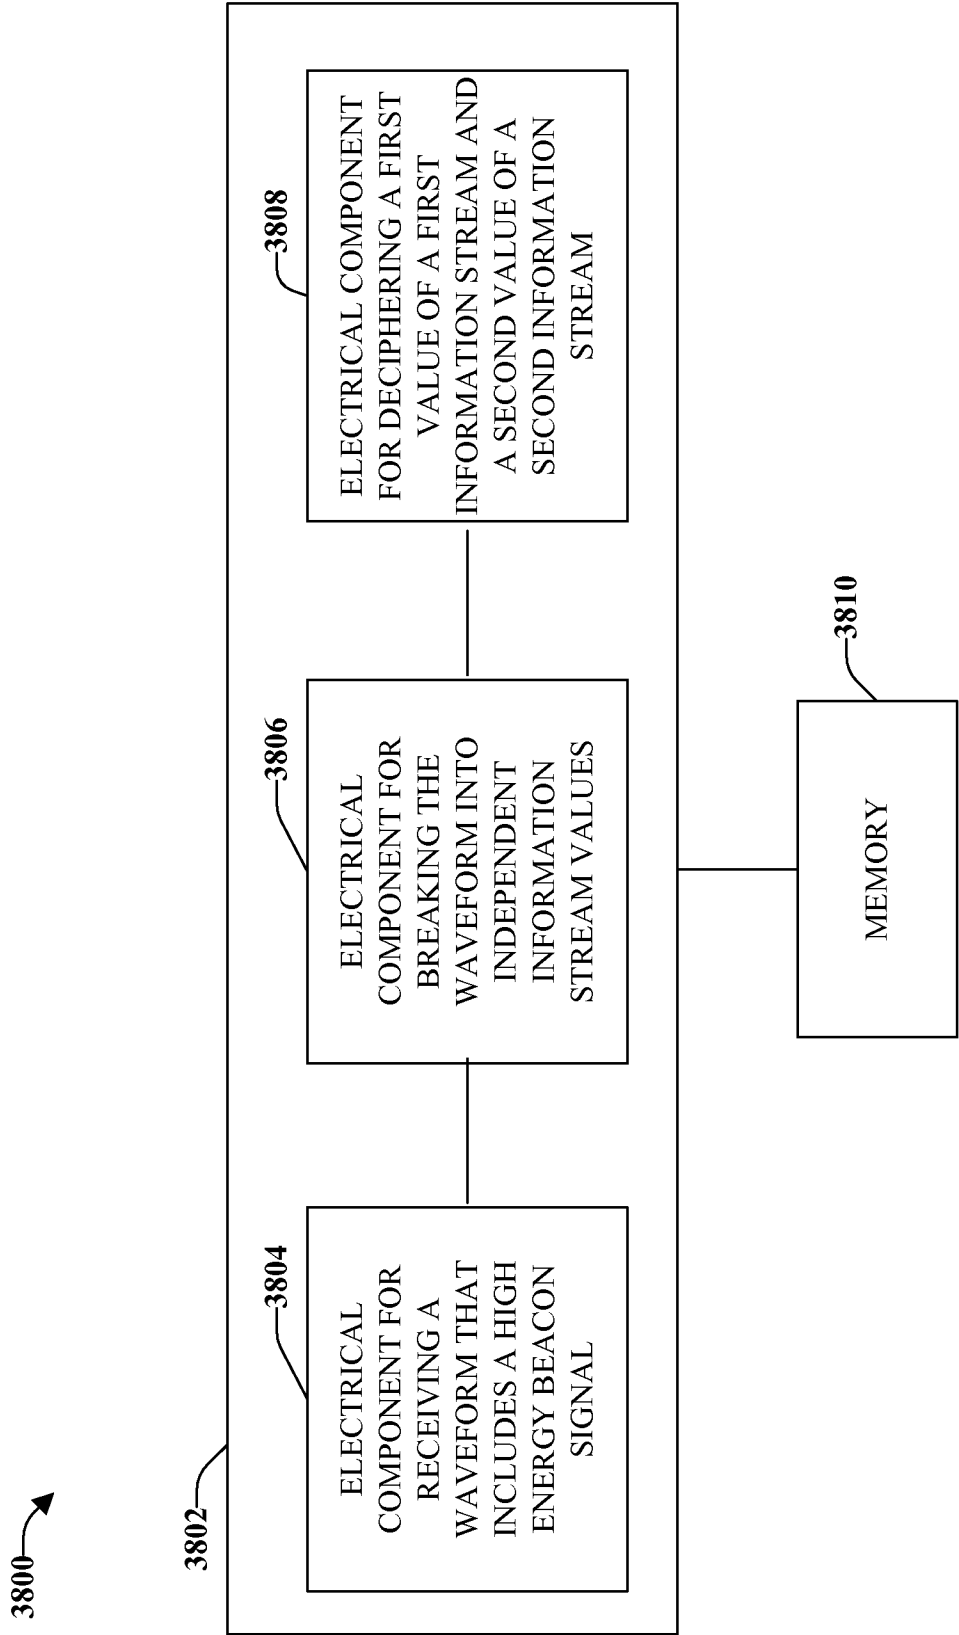 3800
3802
3804
ELECTRICAL
COMPONENT FOR
RECEIVING A
WAVEFORM THAT
INCLUDES A HIGH
ENERGY BEACON
SIGNAL
3806
ELECTRICAL
COMPONENT FOR
BREAKING THE
WAVEFORM INTO
INDEPENDENT
INFORMATION
STREAM VALUES
3808
ELECTRICAL COMPONENT
FOR DECIPHERING A FIRST
VALUE OF A FIRST
INFORMATION STREAM AND
A SECOND VALUE OF A
SECOND INFORMATION
STREAM
3810
MEMORY